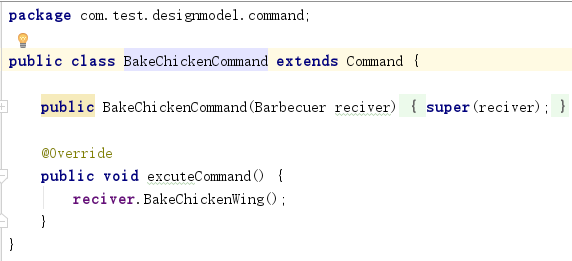 package com.test.designmodel.command;
public class BakeChickenCommand extends Command {
public BakeChickenCommand(Barbecuer reciver) { super(reciver); }
@Override
public void excuteCommand() {
reciver.BakeChickenWing();
}
}